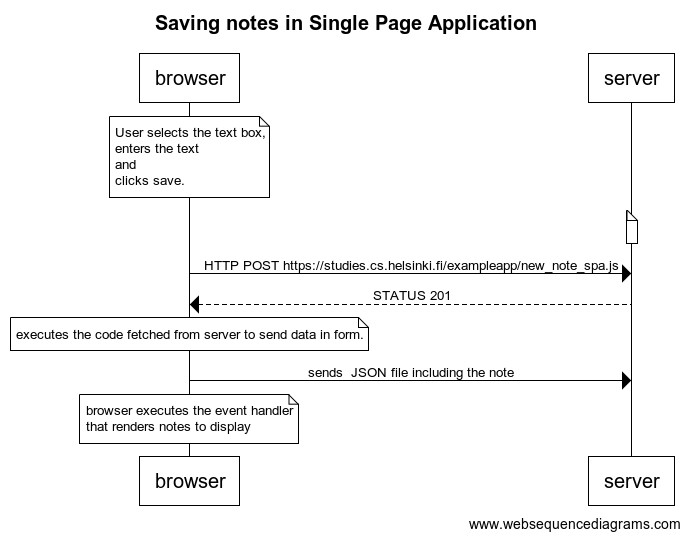 Saving notes in Single Page Application
browser
server
User selects the text box,
enters the text
and
clicks save.
HTTP POST https://studies.cs.helsinki.fi/exampleapp/new_note_spa.js
STATUS 201
executes the code fetched from server to send data in form.
sends  JSON file including the note
browser executes the event handler
that renders notes to display
browser
server
www.websequencediagrams.com